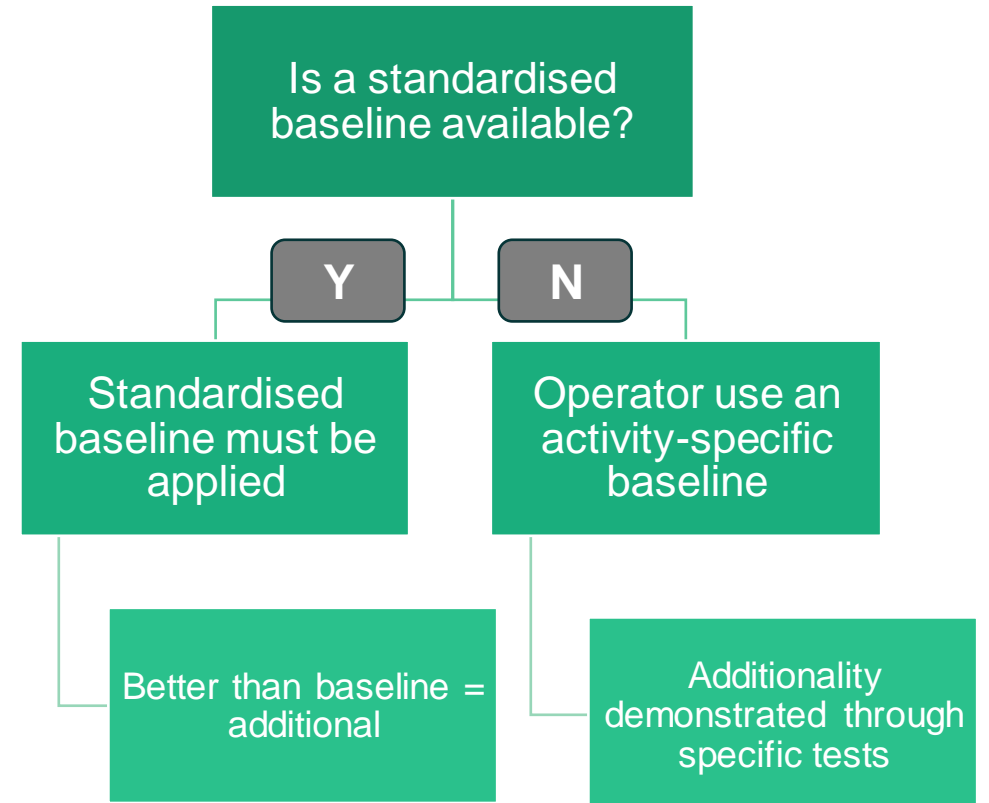 Is a standardised
baseline available?
Y
N
Standardised
baseline must be
applied
Operator use an
activity-specific
baseline
Better than baseline =
additional
Additionality
demonstrated through
specific tests